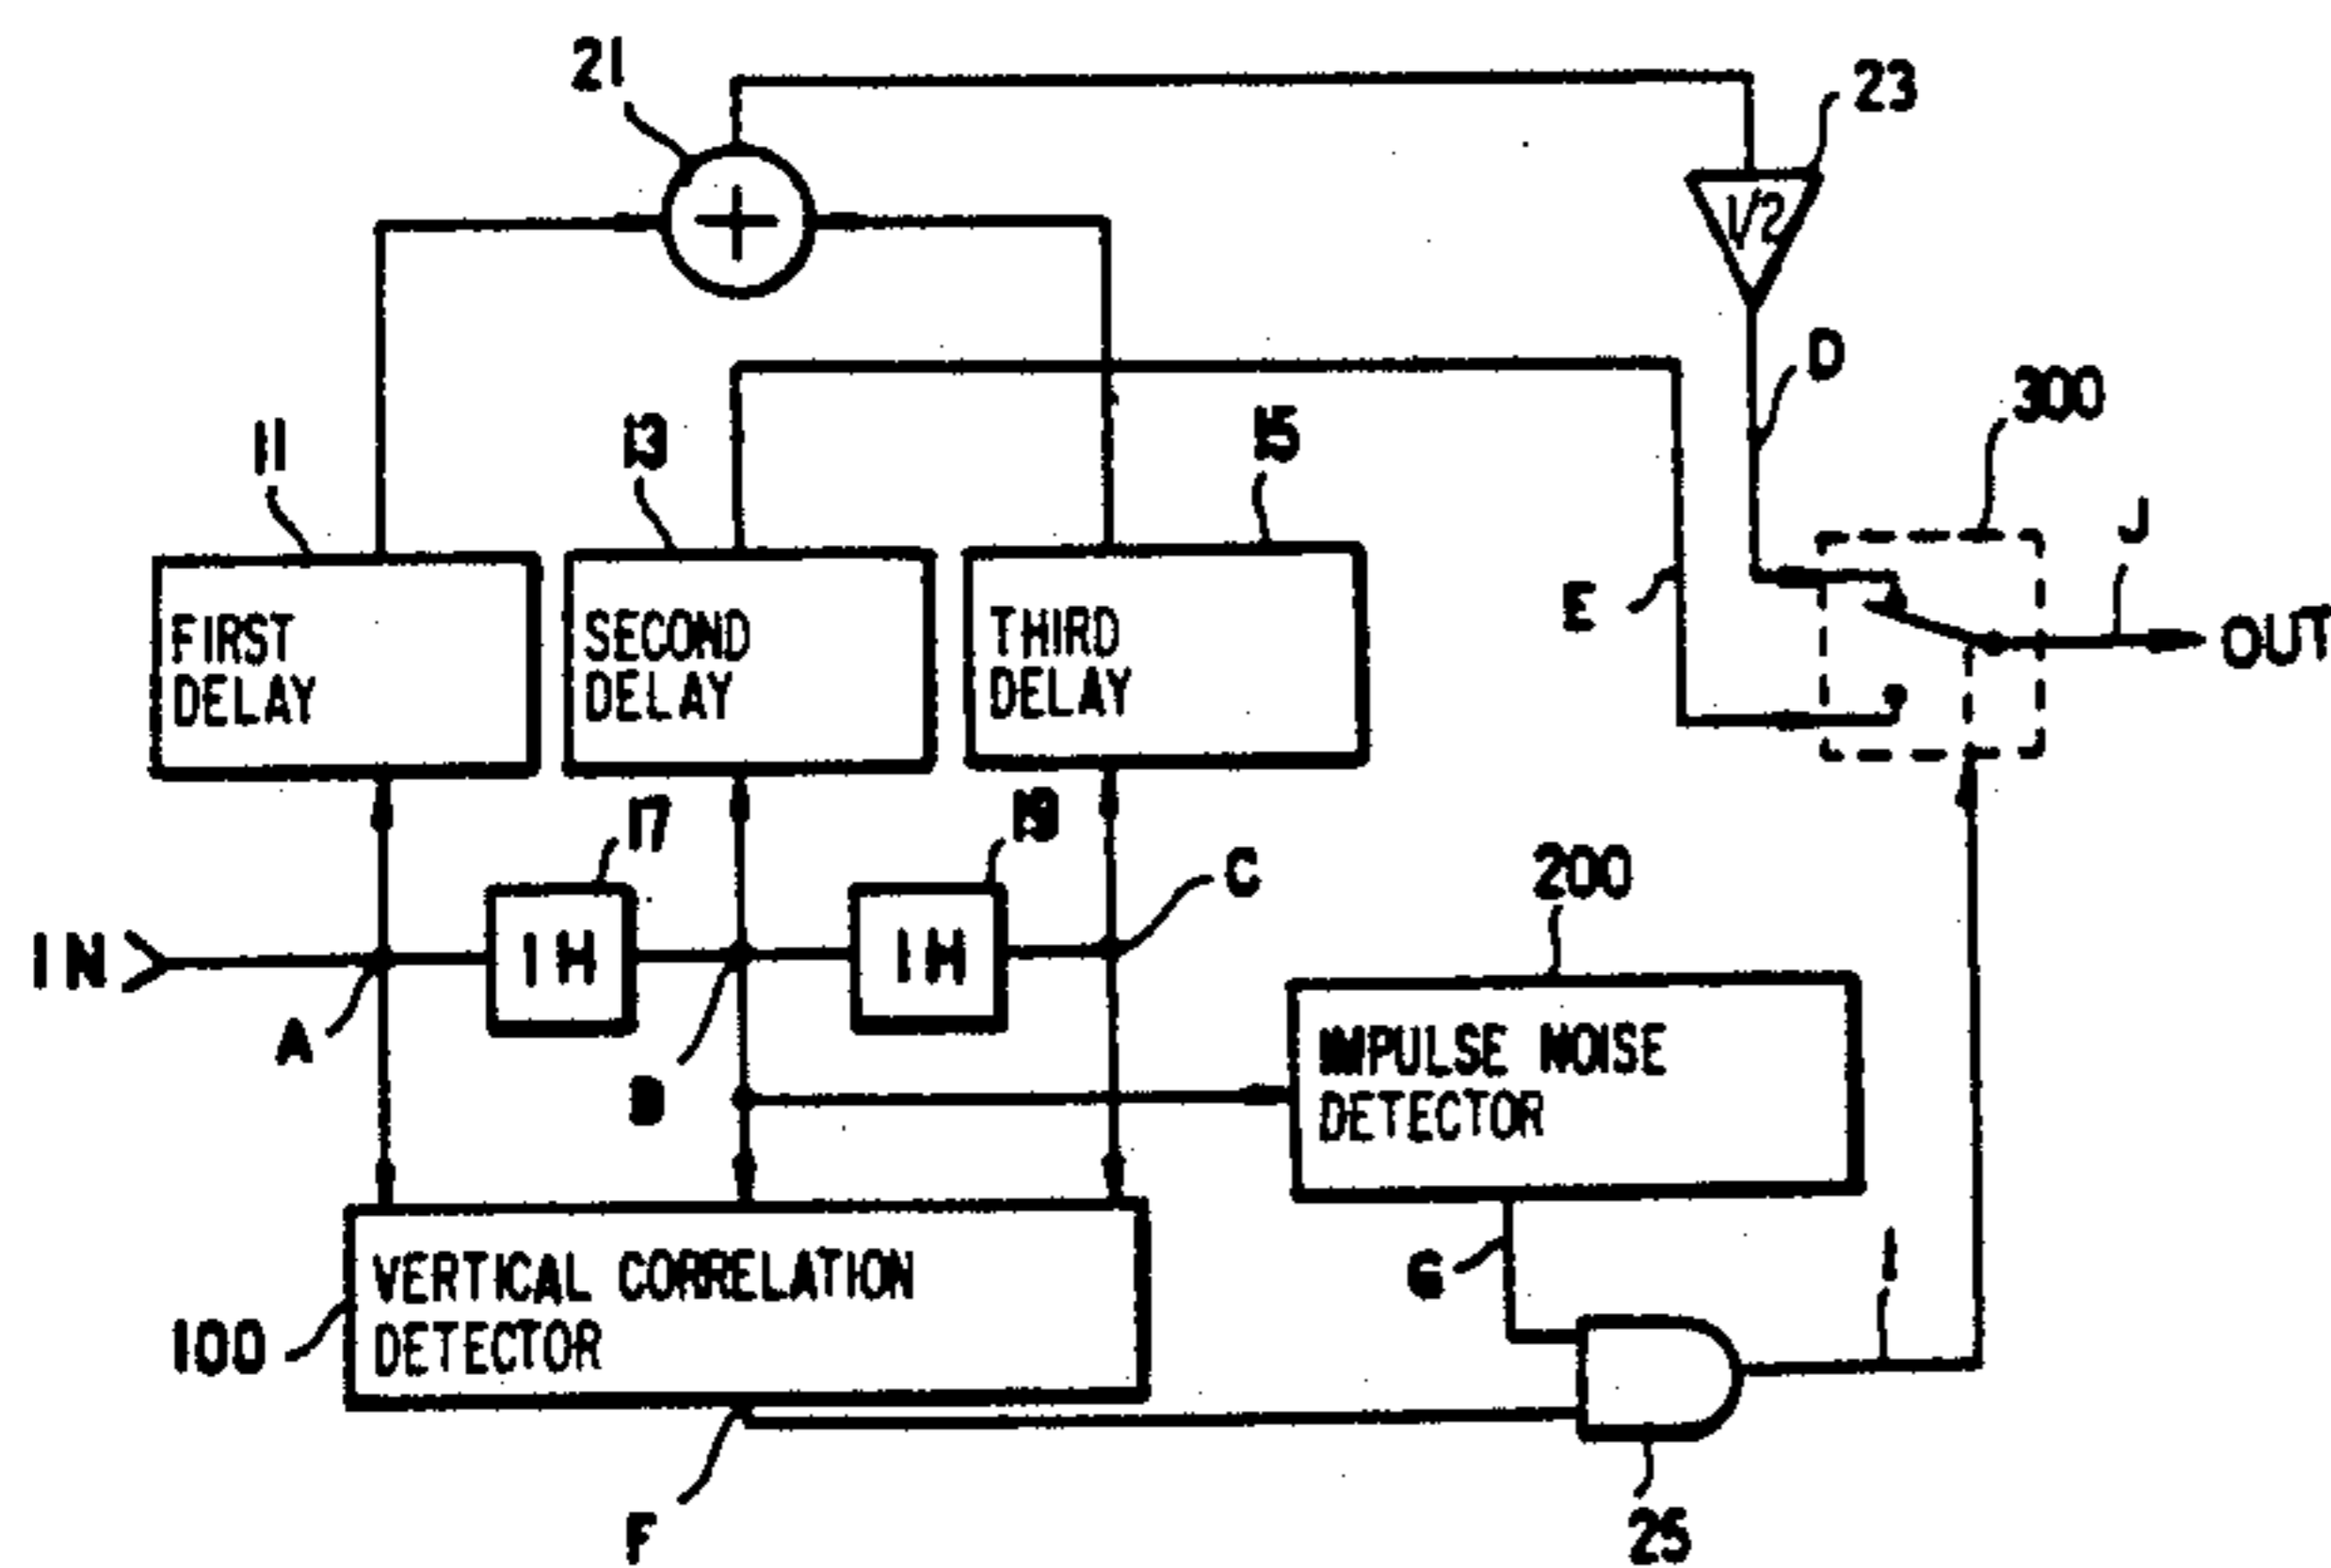 21
23
1/2
D
300
11
13
15
J
E
FIRST
DELAY
SECOND
DELAY
THIRD
DELAY
OUT
17
19
C
200
IN
1H
1H
A
B
IMPULSE NOISE
DETECTOR
VERTICAL CORRELATION
DETECTOR
G
I
100
F
25